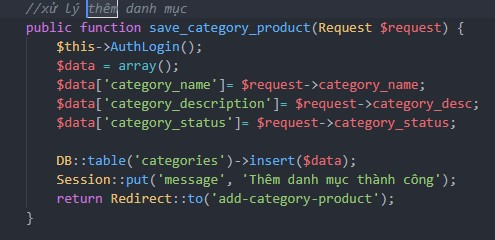 //xử lý thêm danh mục
public function save_category_product(Request $request) {
$this->AuthLogin();
$data = array();
$data['category_name']= $request->category_name;
$data['category_description']= $request->category_desc;
$data['category_status']= $request->category_status;
DB::table('categories')->insert($data);
Session::put('message', 'Thêm danh mục thành công');
return Redirect::to('add-category-product');
}